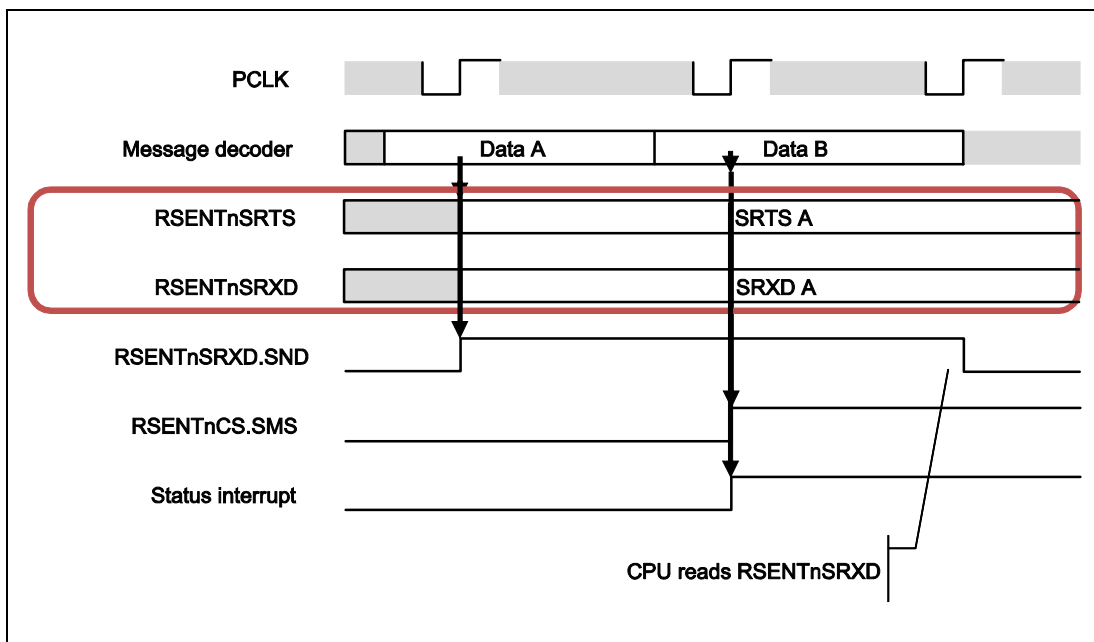 PCLK
Message decoder
Data A
Data B
RSENTnSRTS
SRTS A
RSENTnSRXD
SRXD A
RSENTnSRXD.SND
RSENTnCS.SMS
Status interrupt
CPU reads RSENTnSRXD